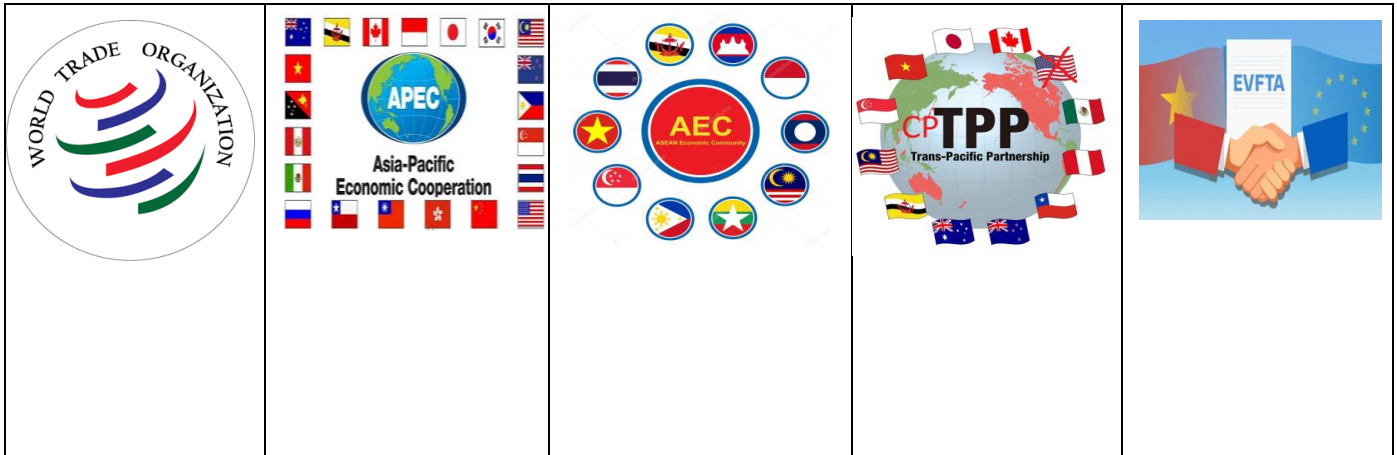 WORLD TRADE ORGANIZATION
APEC
Asia-Pacific
Economic Cooperation
AEC
ASEAN Economic Community
CPTPP
Trans-Pacific Partnership
EVFTA